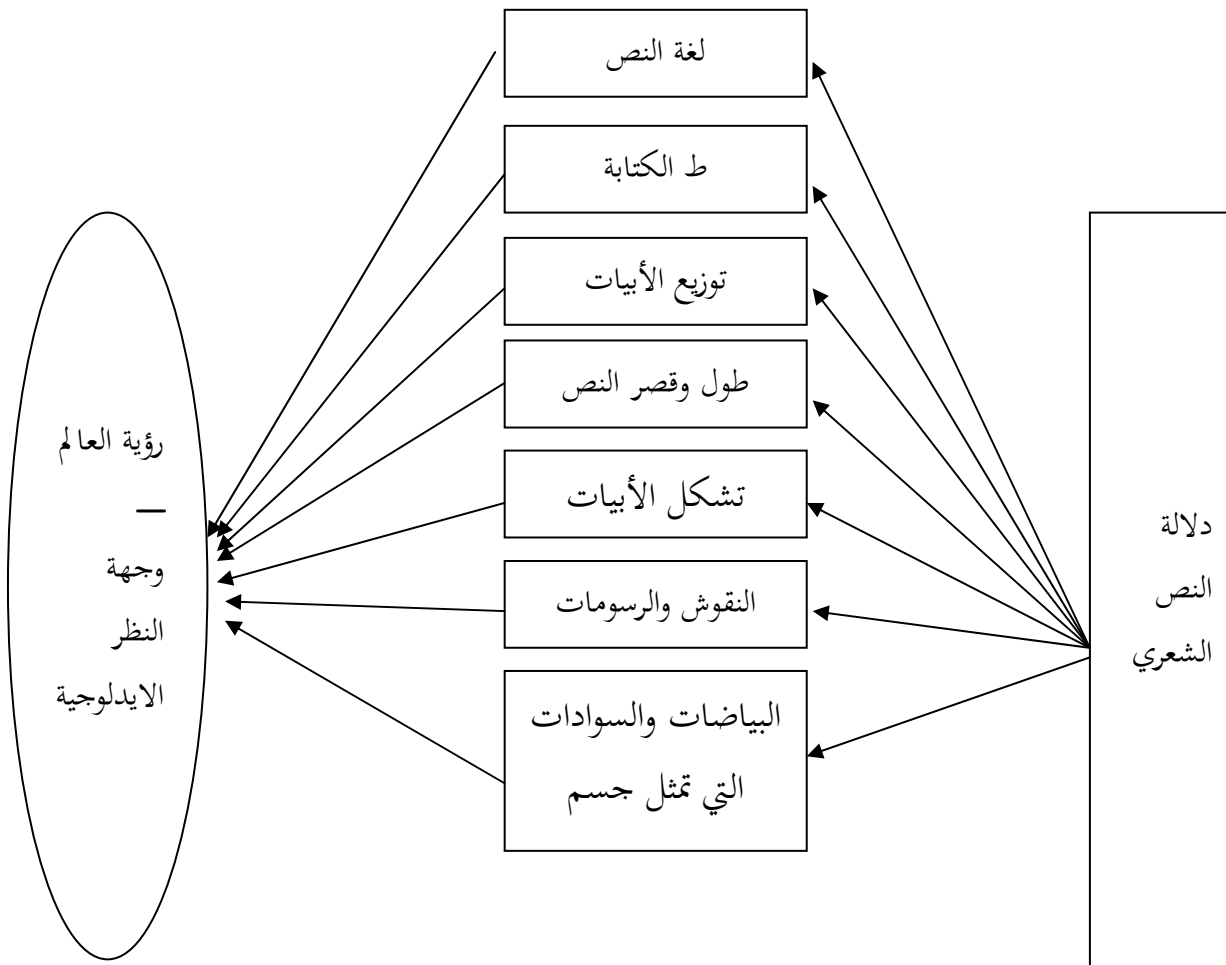 دلالة
النص
الشعري
لغة النص
ط الكتابة
توزيع الأبيات
طول وقصر النص
تشكل الأبيات
النقوش والرسومات
البياضات والسوادات
التي تمثل جسم
رؤية العالم
—
وجهة
النظر
الايدلوجية